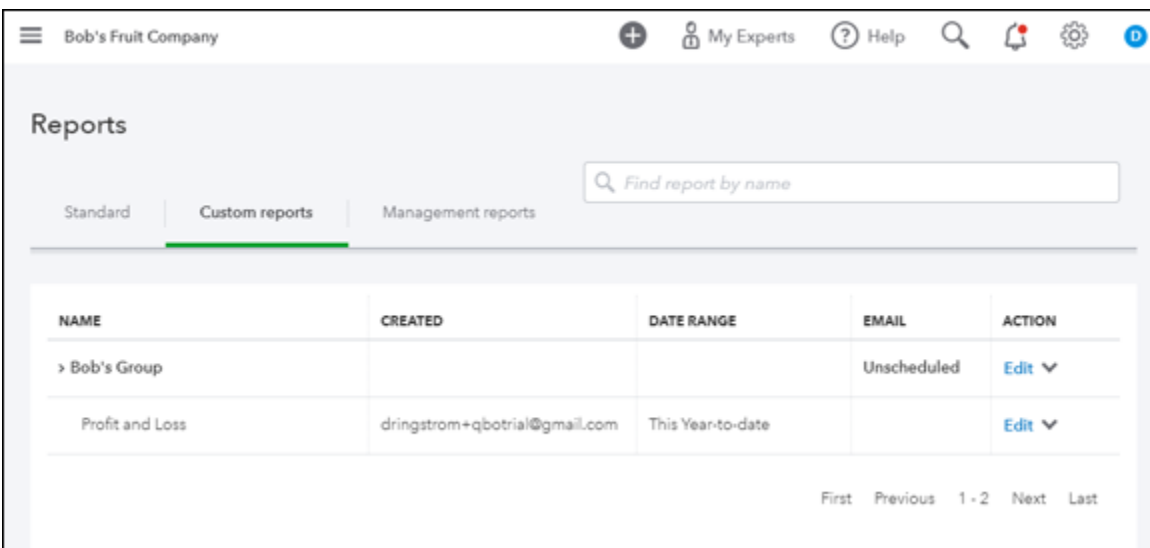 Bob's Fruit Company My Experts ? Help D
Reports
Find report by name
Standard Custom reports Management reports
NAME CREATED DATE RANGE EMAIL ACTION
> Bob's Group Unscheduled Edit
Profit and Loss dringstrom+qbotrial@gmail.com This Year-to-date Edit
First Previous 1 - 2 Next Last